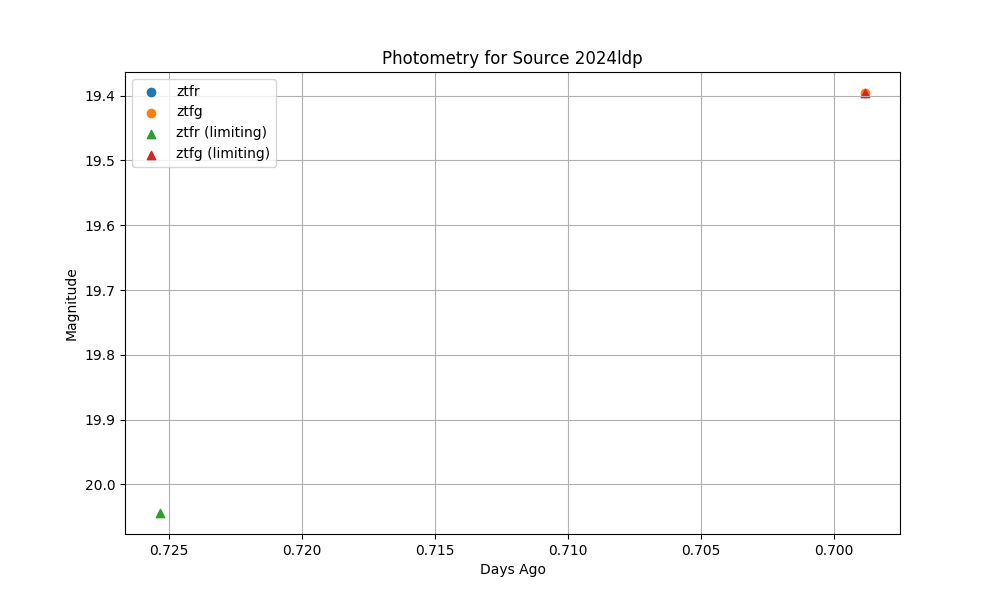 Photometry for Source 2024ldp
ztfr
ztfg
ztfr (limiting)
ztfg (limiting)
19.4
19.5
19.6
19.7
19.8
19.9
20.0
Magnitude
0.725
0.720
0.715
0.710
0.705
0.700
Days Ago